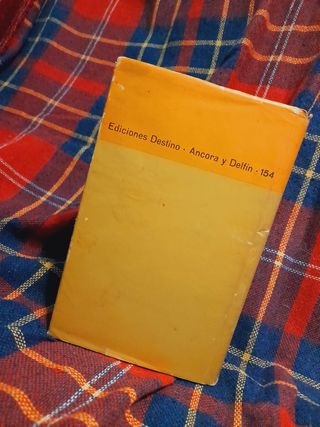 Ediciones Destino · Ancora y Delfín · 154